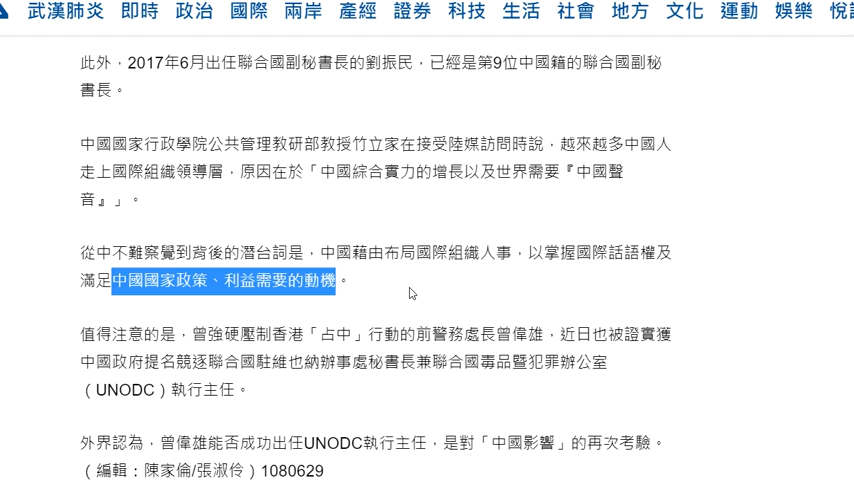 武漢肺炎 即時 政治 國際 兩岸 產經 證券 科技 生活 社會 地方 文化 運動 娛樂 悅
此外，2017年6月出任聯合國副秘書長的劉振民，已經是第9位中國籍的聯合國副秘
書長。
中國國家行政學院公共管理教研部教授竹立家在接受陸媒訪問時說，越來越多中國人
走上國際組織領導層，原因在於「中國綜合實力的增長以及世界需要『中國聲
音』」。
從中不難察覺到背後的潛台詞是，中國藉由布局國際組織人事，以掌握國際話語權及
滿足中國國家政策、利益需要的動機。
值得注意的是，曾強硬壓制香港「占中」行動的前警務處長曾偉雄，近日也被證實獲
中國政府提名競逐聯合國駐維也納辦事處秘書長兼聯合國毒品暨犯罪辦公室
（UNODC）執行主任。
外界認為，曾偉雄能否成功出任UNODC執行主任，是對「中國影響」的再次考驗。
（編輯：陳家倫/張淑伶）1080629